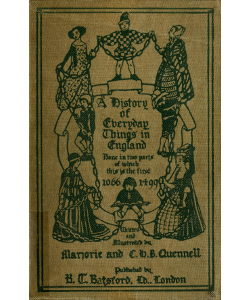 A History
of
Everyday
Things in
England
Done in two parts
of which
this is the first
1066 - 1499
Written
and
Illustrated by
Marjorie and C.H.B. Quennell
Published by
B. T. Batsford, Ld., London